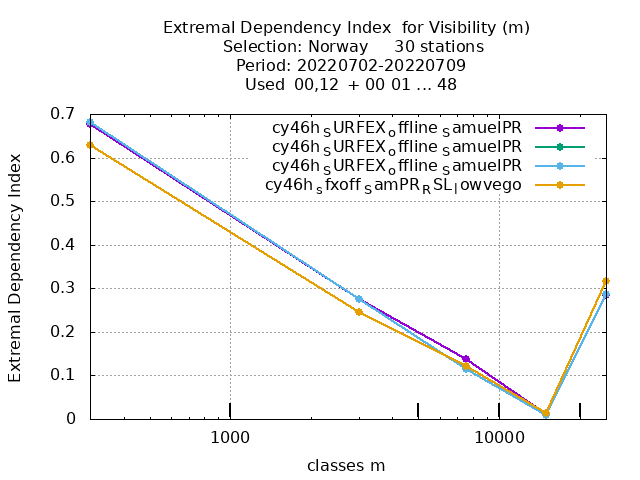 Extremal Dependency Index  for Visibility (m)
Selection: Norway     30 stations
Period: 20220702-20220709
Used  00,12  + 00 01 ... 48
cy46h_SURFEX_offline_SamuelPR
cy46h_SURFEX_offline_SamuelPR
cy46h_SURFEX_offline_SamuelPR
cy46h_sfxoff_SamPR_RSL_lowvego
Extremal Dependency Index
0.7
0.6
0.5
0.4
0.3
0.2
0.1
0
1000 10000
classes m